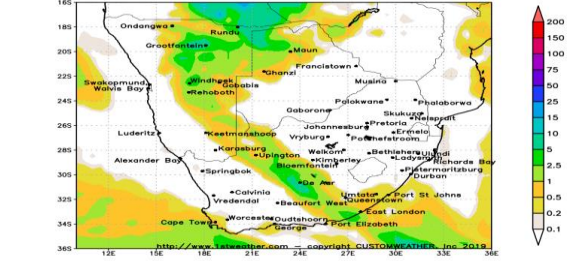 16S
18S
20S
22S
24S
26S
28S
30S
32S
34S
36S
Ondangwa
Rundu
Grootfontein
Maun
Francistown
Ghanzi
Windhoek
Gobabis
Swakopmund
Walvis Bay
Rehoboth
Musina
Polokwane
Phalaborwa
Gaborone
Skukuza
Nelspruit
Johannesburg
Pretoria
Ermelo
Luderitz
Keetmanshoop
Vryburg
Potchefstroom
Karasburg
Upington
Welkom
Bethlehem
Ulundi
Alexander Bay
Kimberley
Ladysmith
Richards Bay
Bloemfontein
Springbok
Pietermaritzburg
Durban
De Aar
Calvinia
Umtata
Port St Johns
Vredendal
Beaufort West
Queenstown
East London
Cape Town
Worcester
Oudtshoorn
George
Port Elizabeth
http://www.1stweather.com – copyright CUSTOMWEATHER, Inc 2019
12E 15E 18E 21E 24E 27E 30E 33E 36E
200
150
100
75
50
25
15
10
5
2.5
1
0.5
0.2
0.1